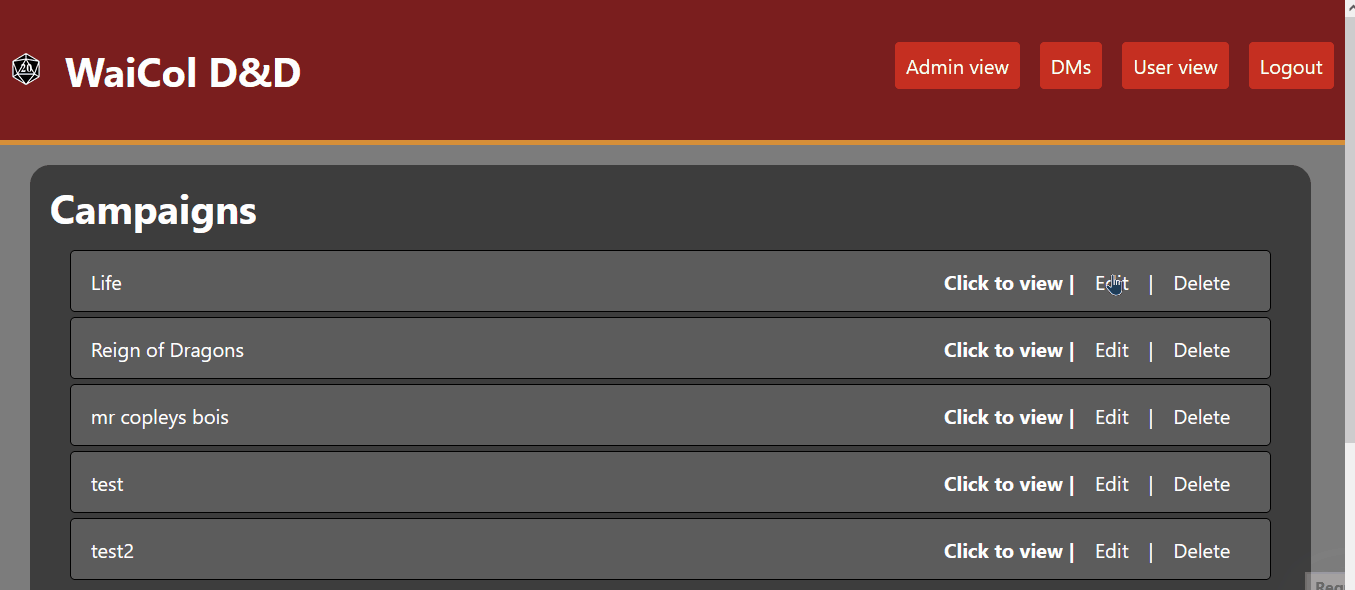 20
WaiCol D&D
Admin view
DMs
User view
Logout
Campaigns
Life Click to view | Edit | Delete
Reign of Dragons Click to view | Edit | Delete
mr copleys bois Click to view | Edit | Delete
test Click to view | Edit | Delete
test2 Click to view | Edit | Delete